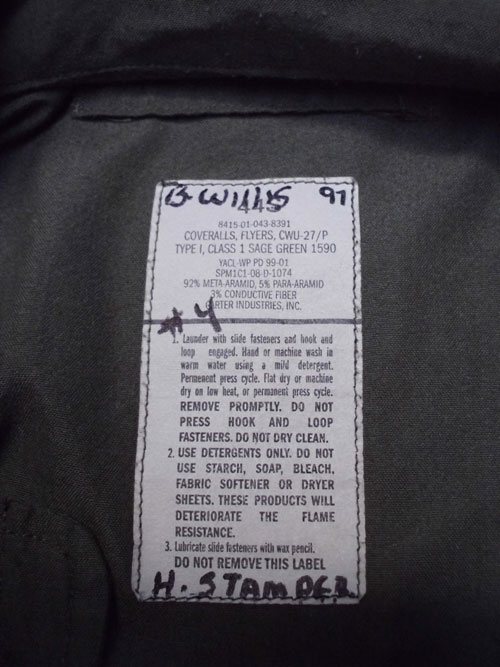 B WILLIS 97
44S
8415-01-043-8391
COVERALLS, FLYERS, CWU-27/P
TYPE I, CLASS 1 SAGE GREEN 1590
YACL-WP PD 99-01
SPM1C1-08-D-1074
92% META-ARAMID, 5% PARA-ARAMID
3% CONDUCTIVE FIBER
CARTER INDUSTRIES, INC.
#4
1. Launder with slide fasteners and hook and
loop engaged. Hand or machine wash in
warm water using a mild detergent.
Permenent press cycle. Flat dry or machine
dry on low heat, or permanent press cycle.
REMOVE PROMPTLY. DO NOT
PRESS HOOK AND LOOP
FASTENERS. DO NOT DRY CLEAN.
2. USE DETERGENTS ONLY. DO NOT
USE STARCH, SOAP, BLEACH,
FABRIC SOFTENER OR DRYER
SHEETS. THESE PRODUCTS WILL
DETERIORATE THE FLAME
RESISTANCE.
3. Lubricate slide fasteners with wax pencil.
DO NOT REMOVE THIS LABEL
H. STAMPER